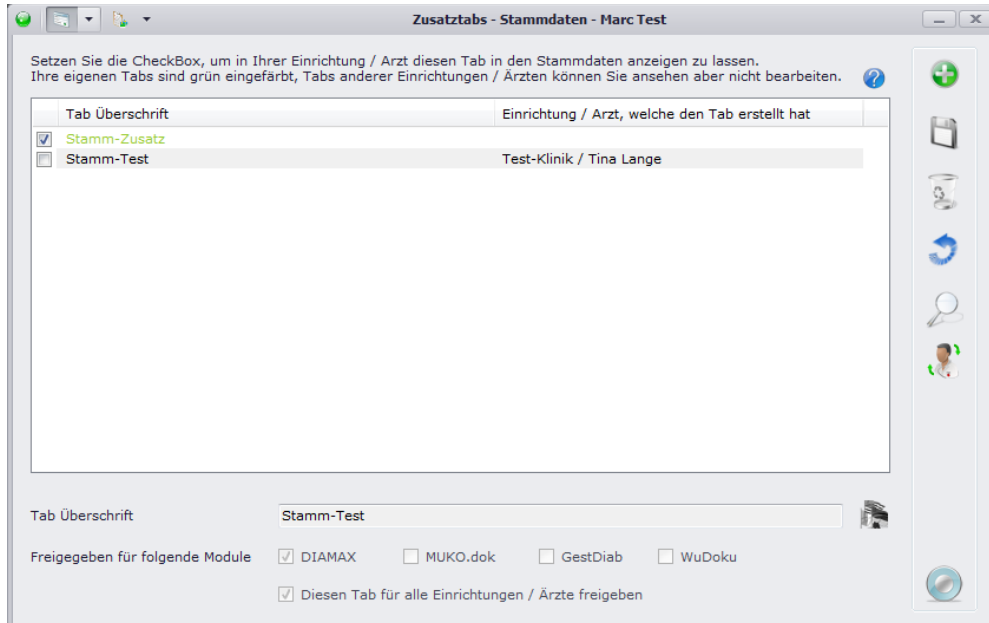 Zusatztabs - Stammdaten - Marc Test
Setzen Sie die CheckBox, um in Ihrer Einrichtung / Arzt diesen Tab in den Stammdaten anzeigen zu lassen.
Ihre eigenen Tabs sind grün eingefärbt, Tabs anderer Einrichtungen / Ärzten können Sie ansehen aber nicht bearbeiten.
Tab Überschrift Einrichtung / Arzt, welche den Tab erstellt hat
Stamm-Zusatz
Stamm-Test Test-Klinik / Tina Lange
Tab Überschrift Stamm-Test
Freigegeben für folgende Module DIAMAX MUKO.dok GestDiab WuDoku
Diesen Tab für alle Einrichtungen / Ärzte freigeben